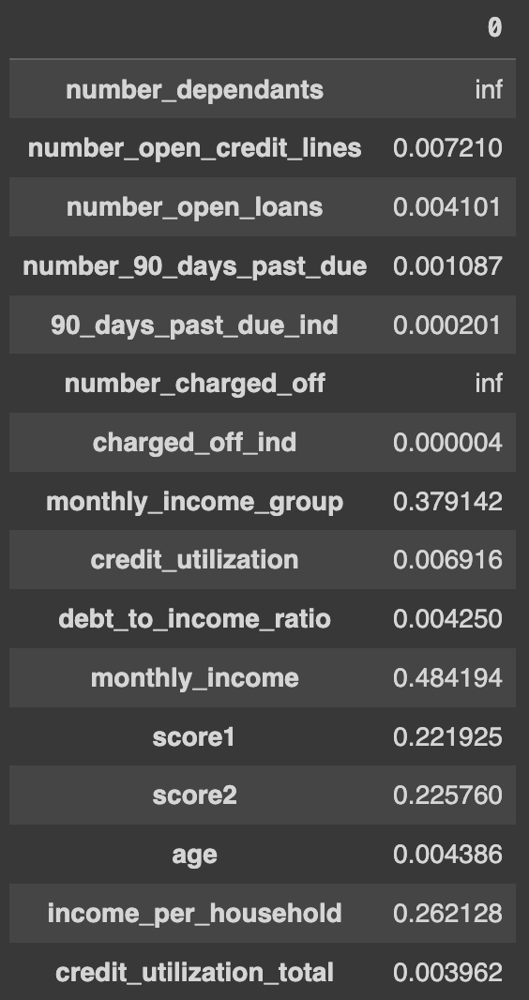 0
number_dependants inf
number_open_credit_lines 0.007210
number_open_loans 0.004101
number_90_days_past_due 0.001087
90_days_past_due_ind 0.000201
number_charged_off inf
charged_off_ind 0.000004
monthly_income_group 0.379142
credit_utilization 0.006916
debt_to_income_ratio 0.004250
monthly_income 0.484194
score1 0.221925
score2 0.225760
age 0.004386
income_per_household 0.262128
credit_utilization_total 0.003962